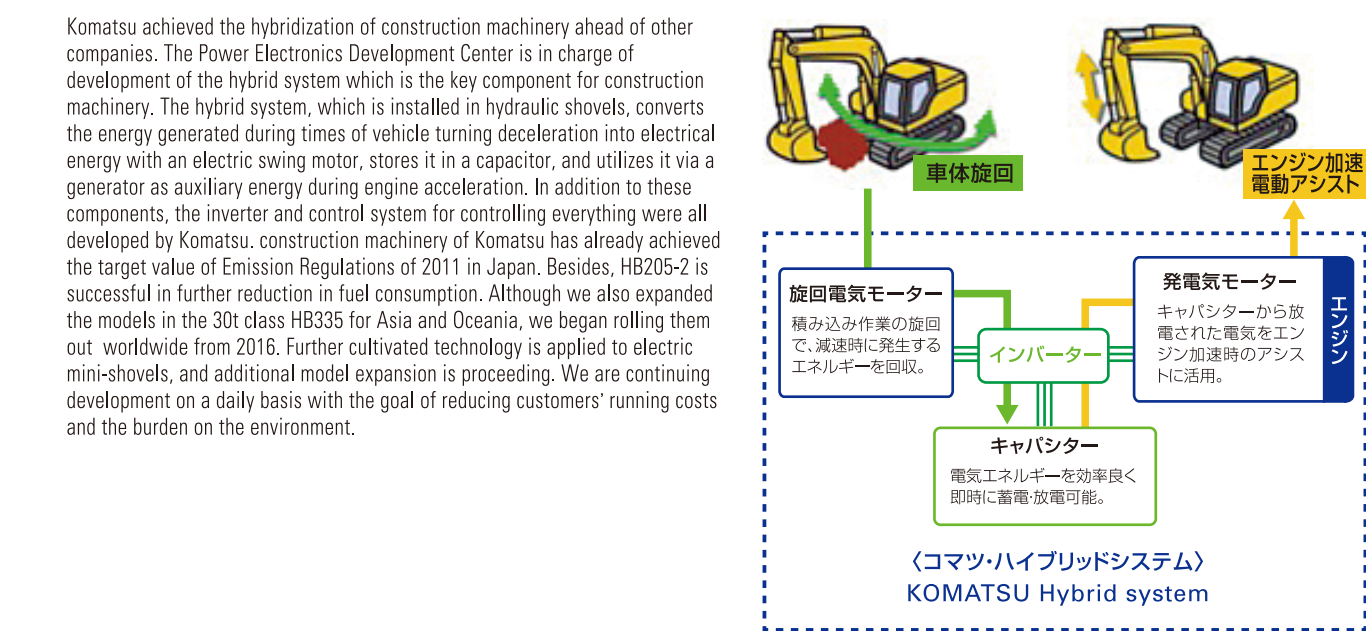 Komatsu achieved the hybridization of construction machinery ahead of other
companies. The Power Electronics Development Center is in charge of
development of the hybrid system which is the key component for construction
machinery. The hybrid system, which is installed in hydraulic shovels, converts
the energy generated during times of vehicle turning deceleration into electrical
energy with an electric swing motor, stores it in a capacitor, and utilizes it via a
generator as auxiliary energy during engine acceleration. In addition to these
components, the inverter and control system for controlling everything were all
developed by Komatsu. construction machinery of Komatsu has already achieved
the target value of Emission Regulations of 2011 in Japan. Besides, HB205-2 is
successful in further reduction in fuel consumption. Although we also expanded
the models in the 30t class HB335 for Asia and Oceania, we began rolling them
out worldwide from 2016. Further cultivated technology is applied to electric
mini-shovels, and additional model expansion is proceeding. We are continuing
development on a daily basis with the goal of reducing customers' running costs
and the burden on the environment.
車体旋回
エンジン加速
電動アシスト
旋回電気モーター
積み込み作業の旋回
で、減速時に発生する
エネルギーを回収。
インバーター
発電気モーター
キャパシターから放
電された電気をエン
ジン加速時のアシス
トに活用。
エンジン
キャパシター
電気エネルギーを効率良く
即時に蓄電・放電可能。
〈コマツ・ハイブリッドシステム〉
KOMATSU Hybrid system